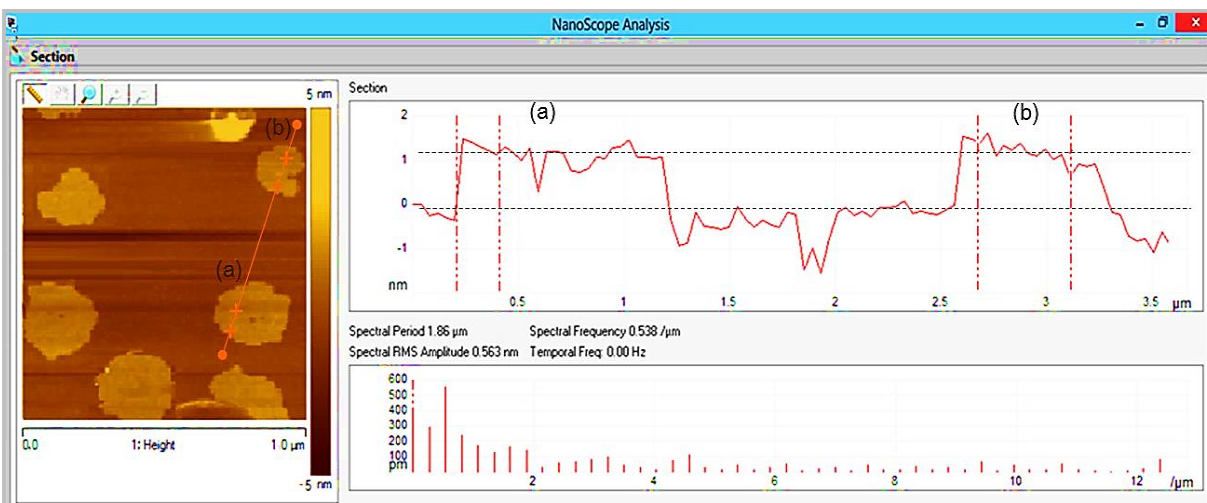 NanoScope Analysis
Section
5 nm
(b)
(a)
0.0 1: Height 1.0 µm
-5 nm
Section
(a) (b)
2
1
0
-1
nm
0.5 1 1.5 2 2.5 3 3.5 µm
Spectral Period 1.86 µm Spectral Frequency 0.538 /µm
Spectral RMS Amplitude 0.563 nm Temporal Freq: 0.00 Hz
600
500
400
300
200
100
pm
2 4 6 8 10 12 /µm